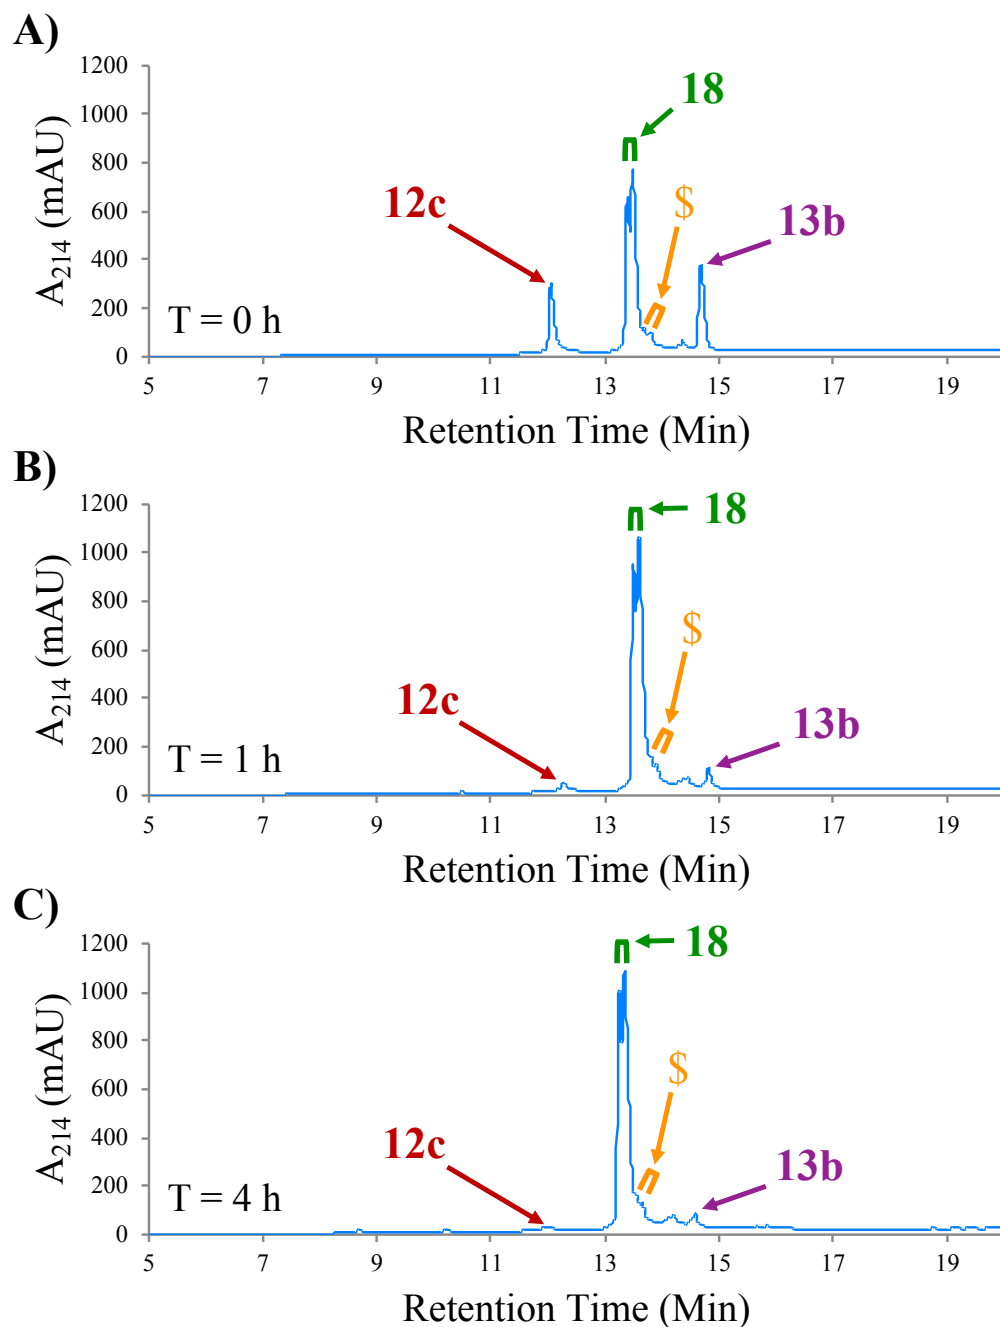 A)
1200
1000
800
600
400
200
0
A214 (mAU)
12c
18
$
13b
T = 0 h
5 7 9 11 13 15 17 19
Retention Time (Min)
B)
1200
1000
800
600
400
200
0
A214 (mAU)
18
$
12c
13b
T = 1 h
5 7 9 11 13 15 17 19
Retention Time (Min)
C)
1200
1000
800
600
400
200
0
A214 (mAU)
18
$
12c
13b
T = 4 h
5 7 9 11 13 15 17 19
Retention Time (Min)